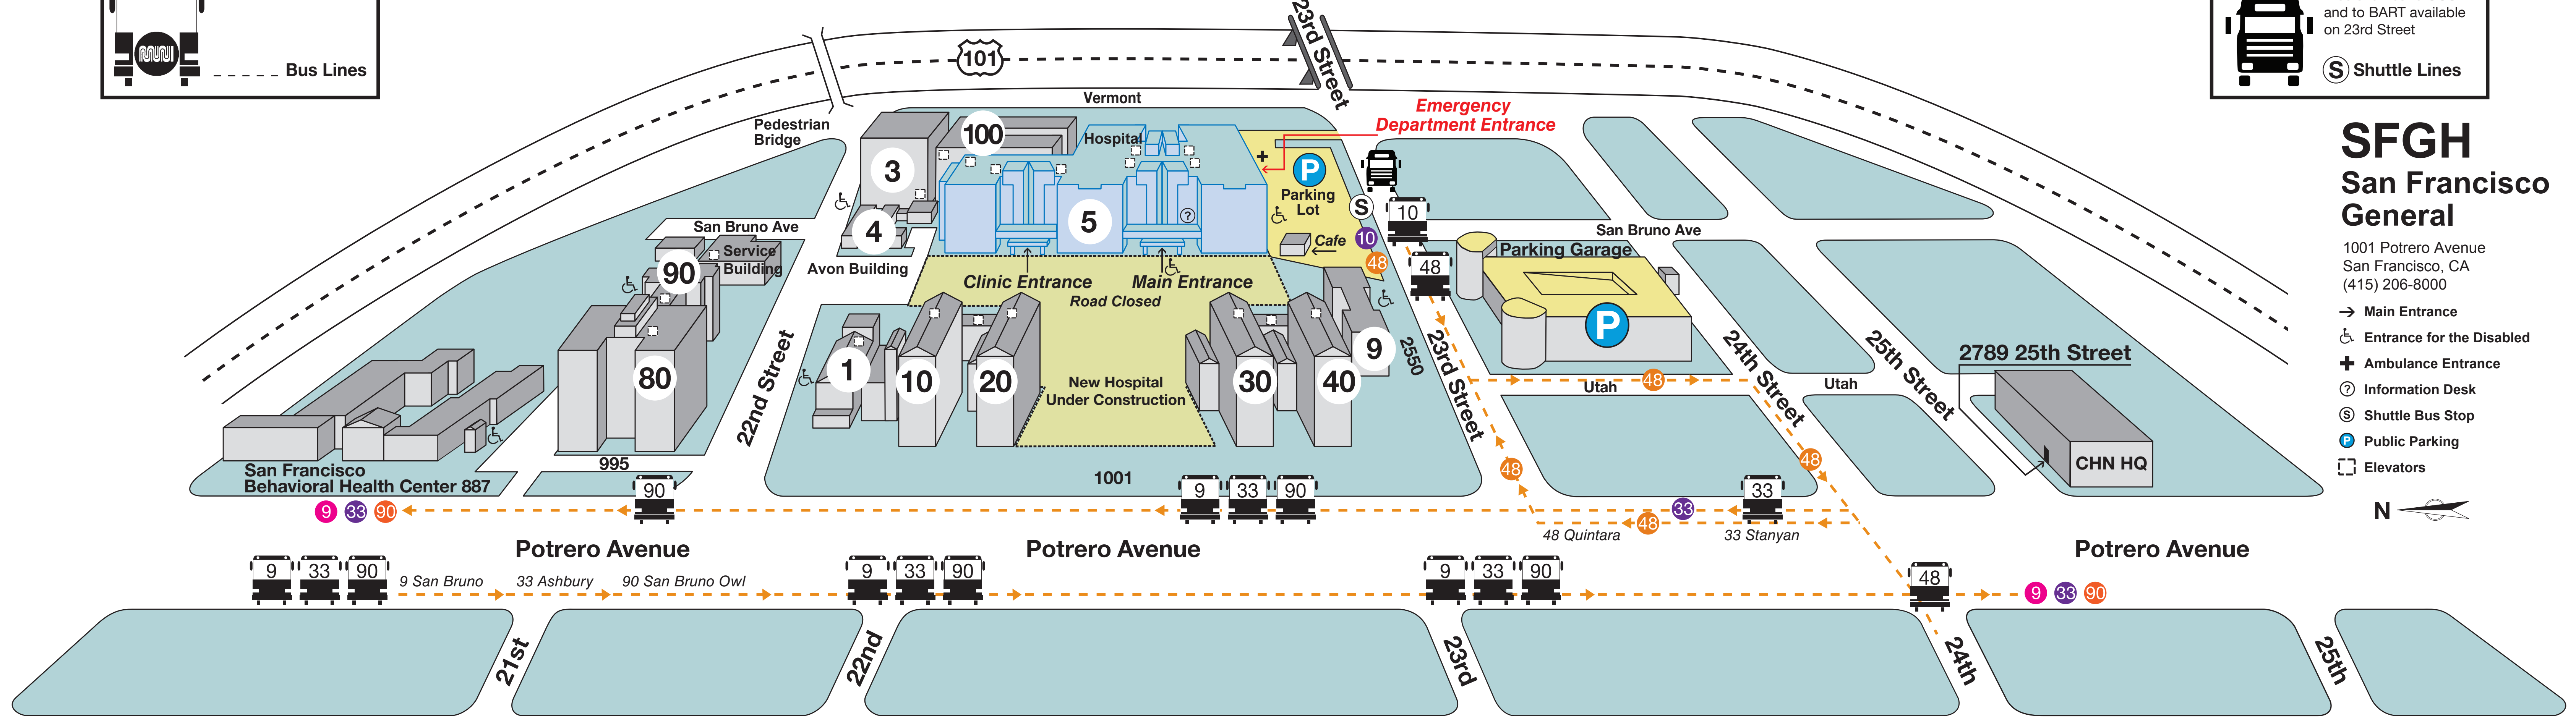 Bus Lines
and to BART available
on 23rd Street
S Shuttle Lines
101
23rd Street
Vermont
Emergency
Department Entrance
Pedestrian
Bridge
100
Hospital
3
P
Parking
Lot
S
10
10
48
48
Cafe
4
5
?
San Bruno Ave
Service
Building
90
Avon Building
Clinic Entrance
Main Entrance
Road Closed
San Bruno Ave
Parking Garage
P
SFGH
San Francisco
General
1001 Potrero Avenue
San Francisco, CA
(415) 206-8000
Main Entrance
Entrance for the Disabled
Ambulance Entrance
? Information Desk
S Shuttle Bus Stop
P Public Parking
Elevators
N
80
22nd Street
1
10
20
New Hospital
Under Construction
30
40
9
2550
23rd Street
24th Street
25th Street
2789 25th Street
CHN HQ
Utah
48
Utah
48
48
San Francisco
Behavioral Health Center 887
995
1001
9 33 90
90
9 33 90
33
33
48
48 Quintara
33 Stanyan
Potrero Avenue
Potrero Avenue
Potrero Avenue
9 33 90
9 San Bruno
33 Ashbury
90 San Bruno Owl
9 33 90
9 33 90
48
9 33 90
21st
22nd
23rd
24th
25th